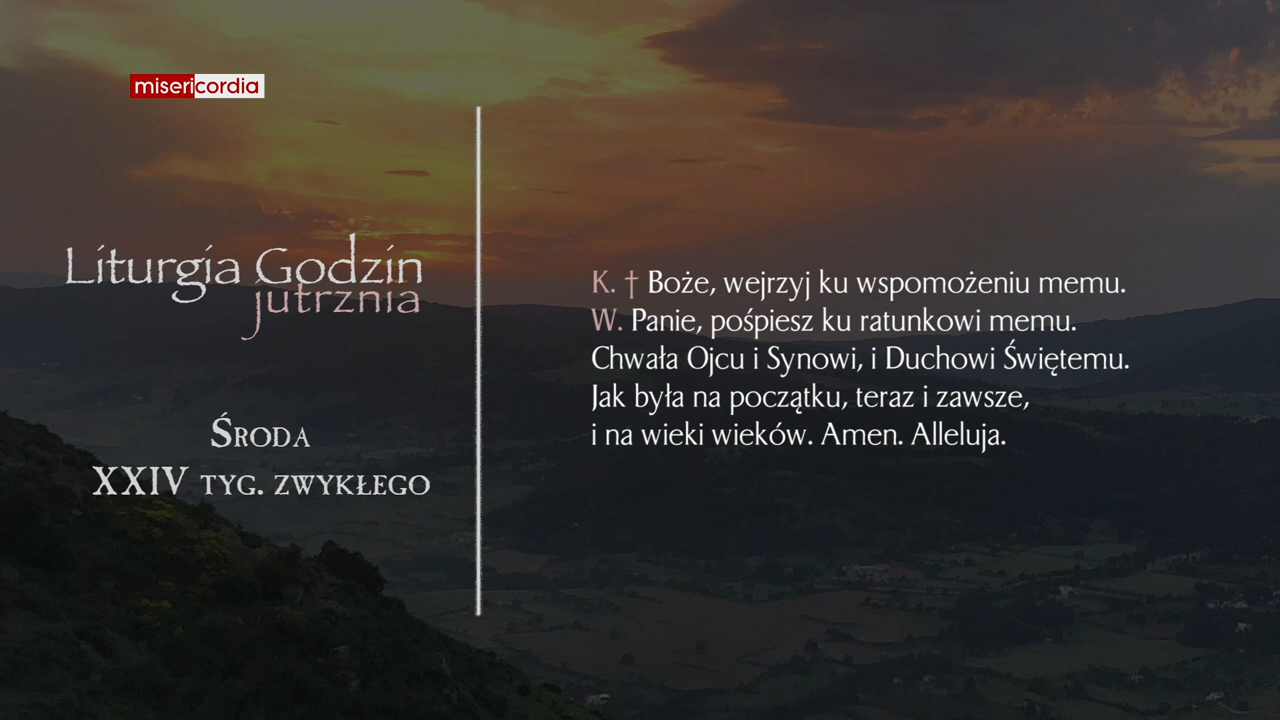 misericordia
Liturgia Godzin
jutrznia
Środa
XXIV tyg. zwykłego
K. † Boże, wejrzyj ku wspomożeniu memu.
W. Panie, pośpiesz ku ratunkowi memu.
Chwała Ojcu i Synowi, i Duchowi Świętemu.
Jak była na początku, teraz i zawsze,
i na wieki wieków. Amen. Alleluja.